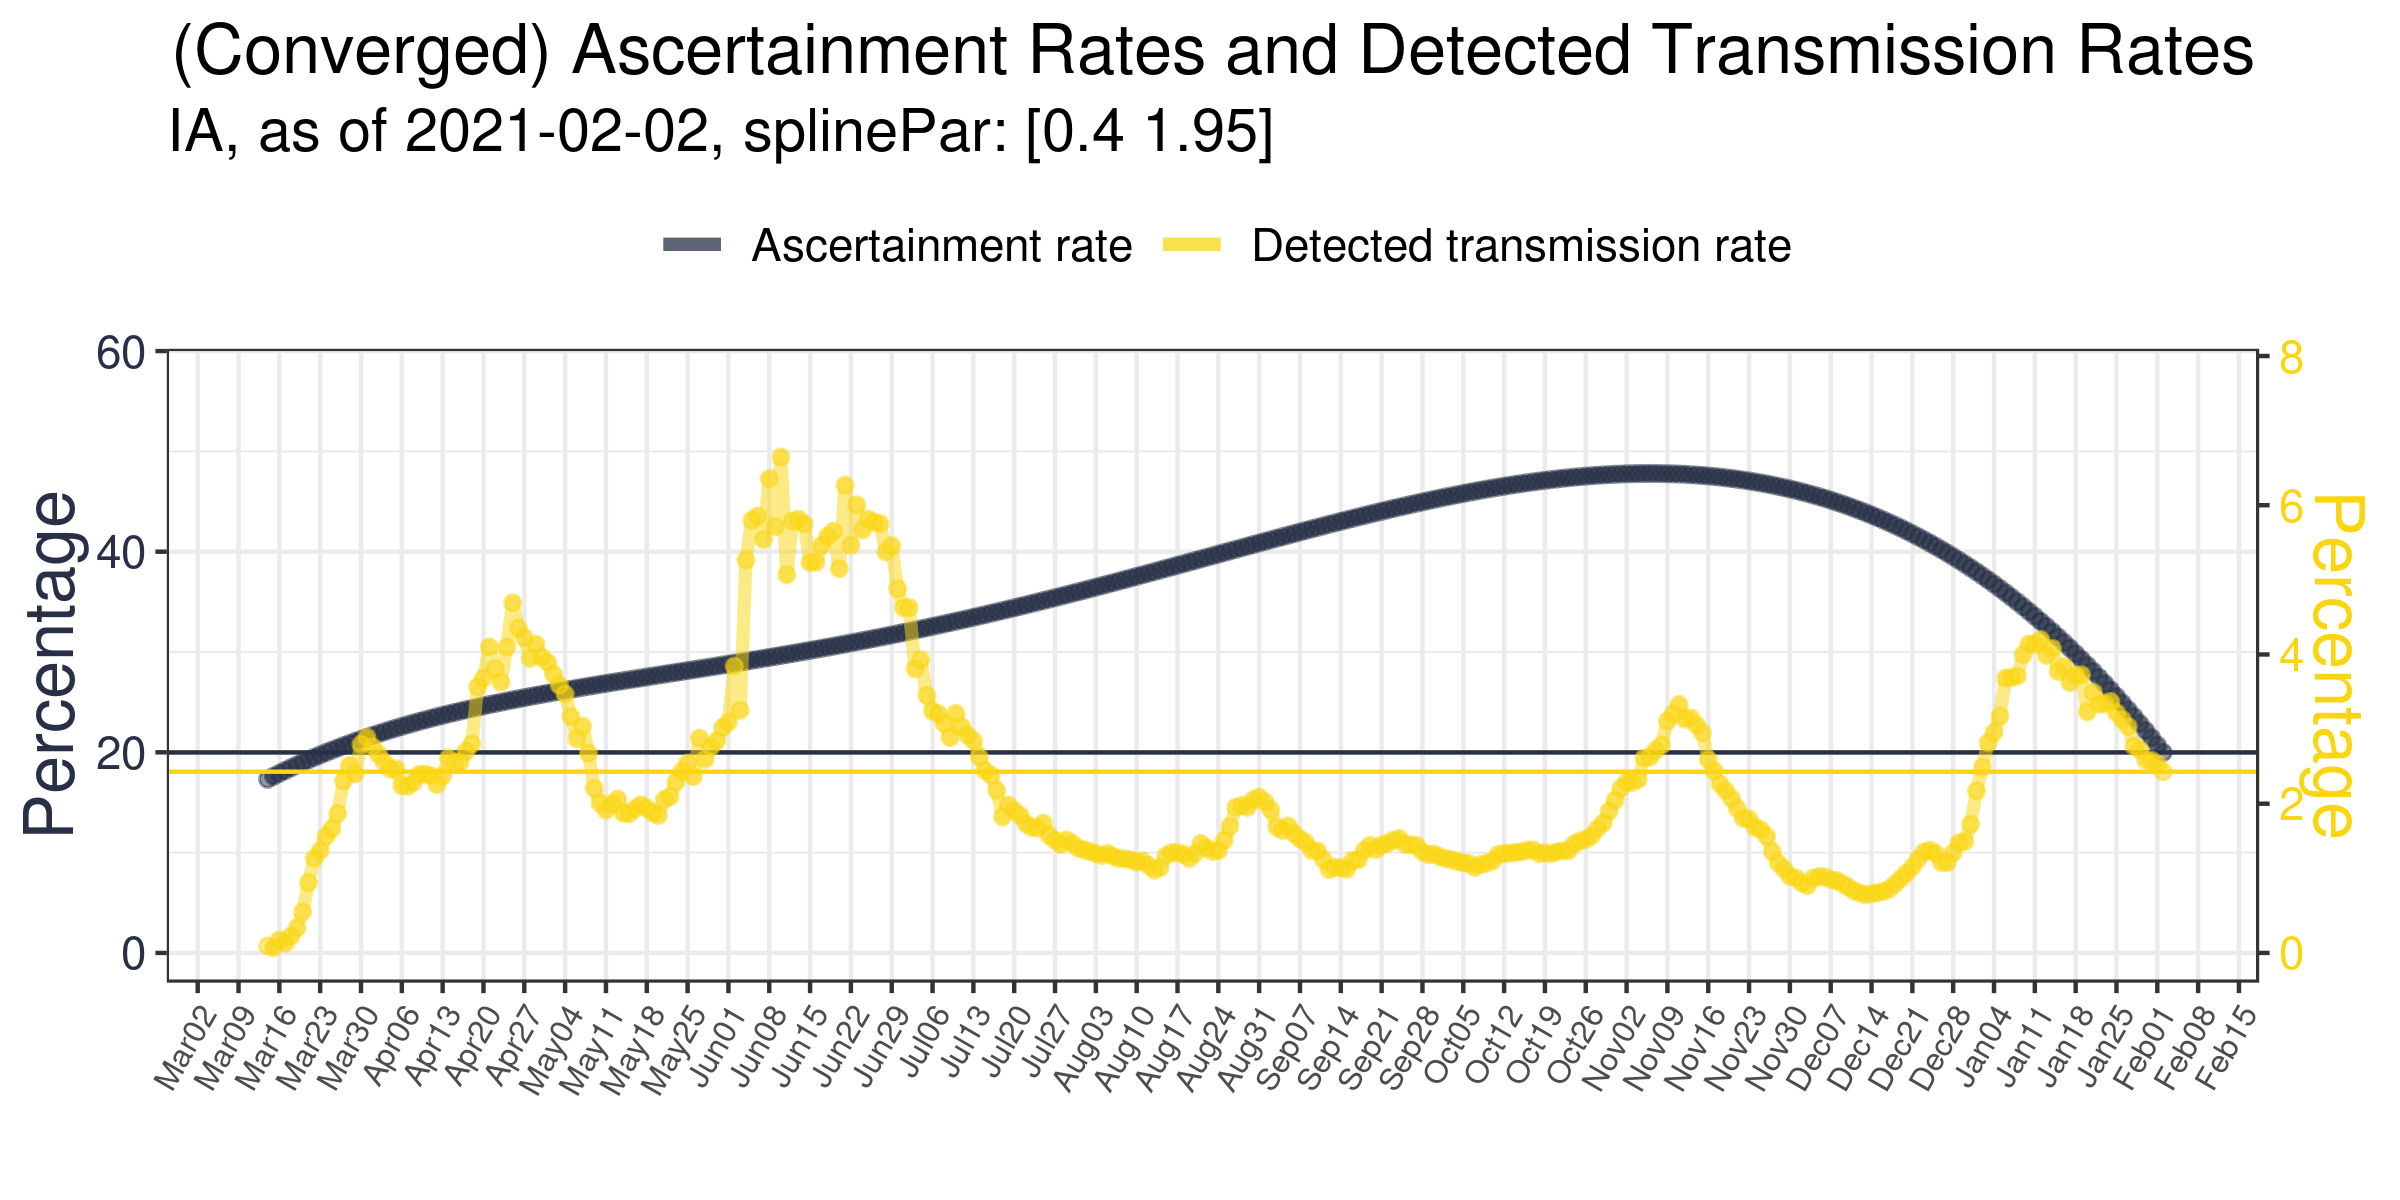 (Converged) Ascertainment Rates and Detected Transmission Rates
IA, as of 2021-02-02, splinePar: [0.4 1.95]
Ascertainment rate
Detected transmission rate
Percentage
60
40
20
0
8
6
4
2
0
Percentage
Mar02
Mar09
Mar16
Mar23
Mar30
Apr06
Apr13
Apr20
Apr27
May04
May11
May18
May25
Jun01
Jun08
Jun15
Jun22
Jun29
Jul06
Jul13
Jul20
Jul27
Aug03
Aug10
Aug17
Aug24
Aug31
Sep07
Sep14
Sep21
Sep28
Oct05
Oct12
Oct19
Oct26
Nov02
Nov09
Nov16
Nov23
Nov30
Dec07
Dec14
Dec21
Dec28
Jan04
Jan11
Jan18
Jan25
Feb01
Feb08
Feb15